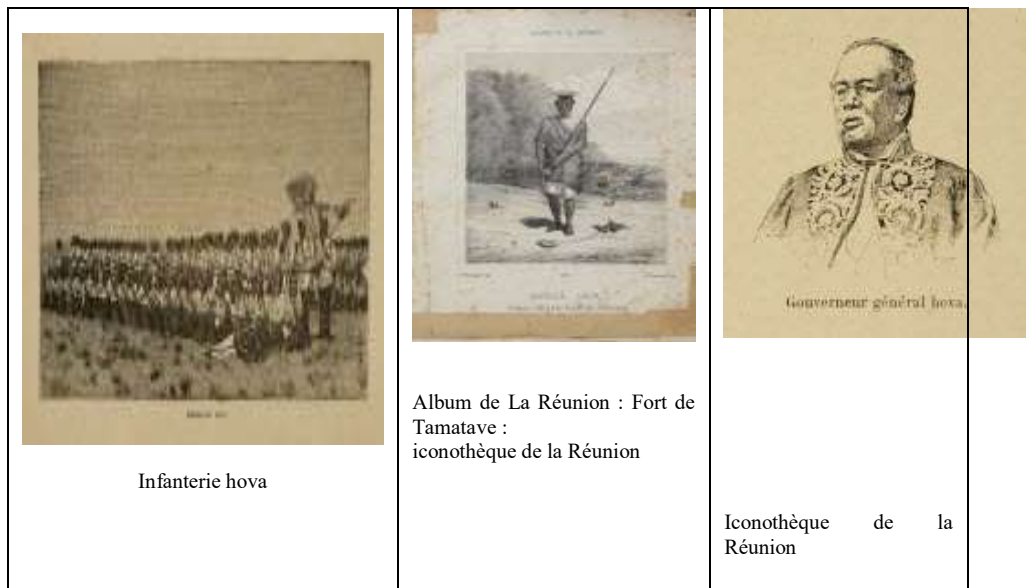 Infanterie hova
Album de La Réunion : Fort de
Tamatave :
iconothèque de la Réunion
Gouverneur général hova.
Iconothèque de la
Réunion